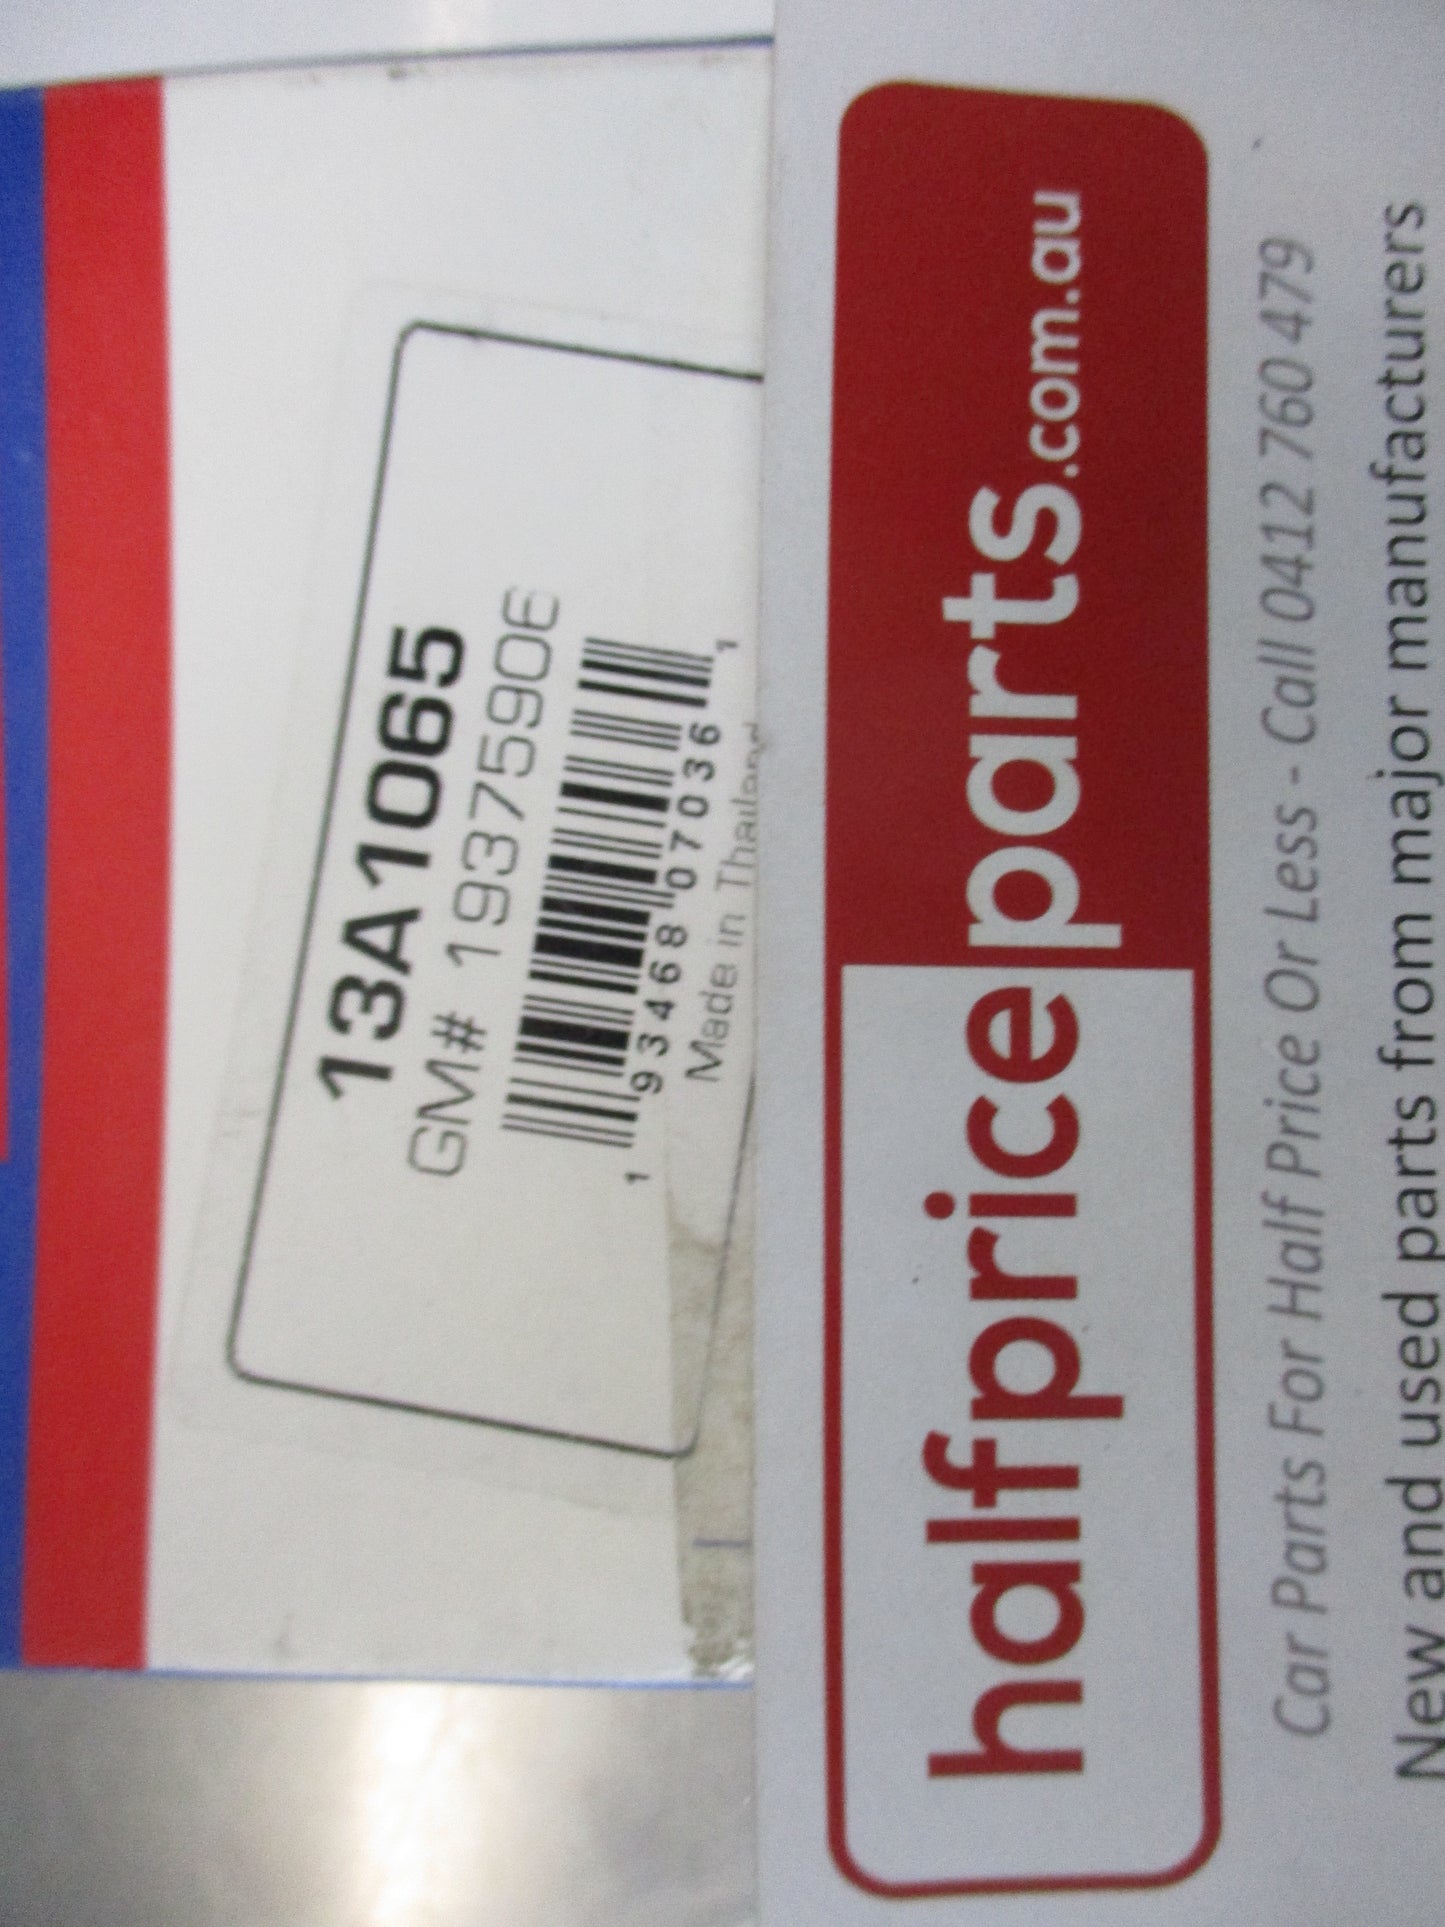 13A1065
GM# 19375906
1 93468 07036 1
Made in Thailand
halfpriceparts.com.au
Car Parts For Half Price Or Less - Call 0412 760 479
New and used parts from major manufacturers